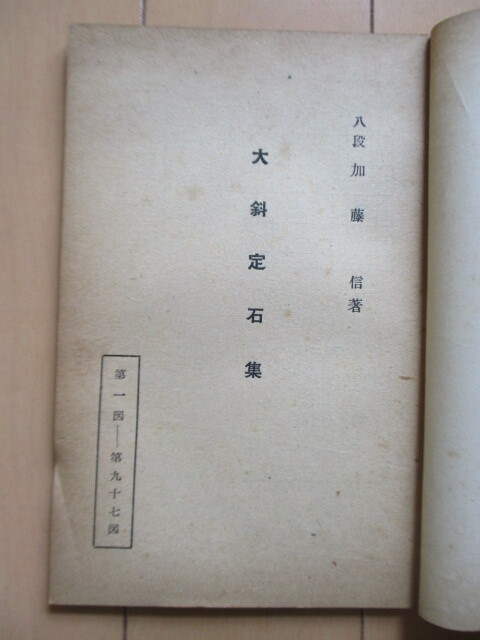 八段 加藤信著
大斜定石集
第一図——第九十七図